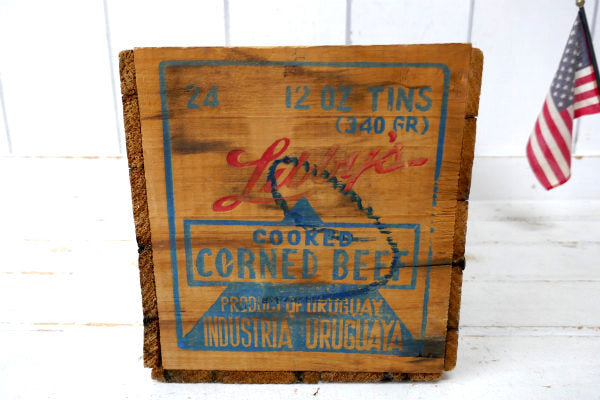 24 12 OZ TINS
(340 GR)
Libby's
COOKED
CORNED BEEF
PRODUCT OF URUGUAY
INDUSTRIA URUGUAYA